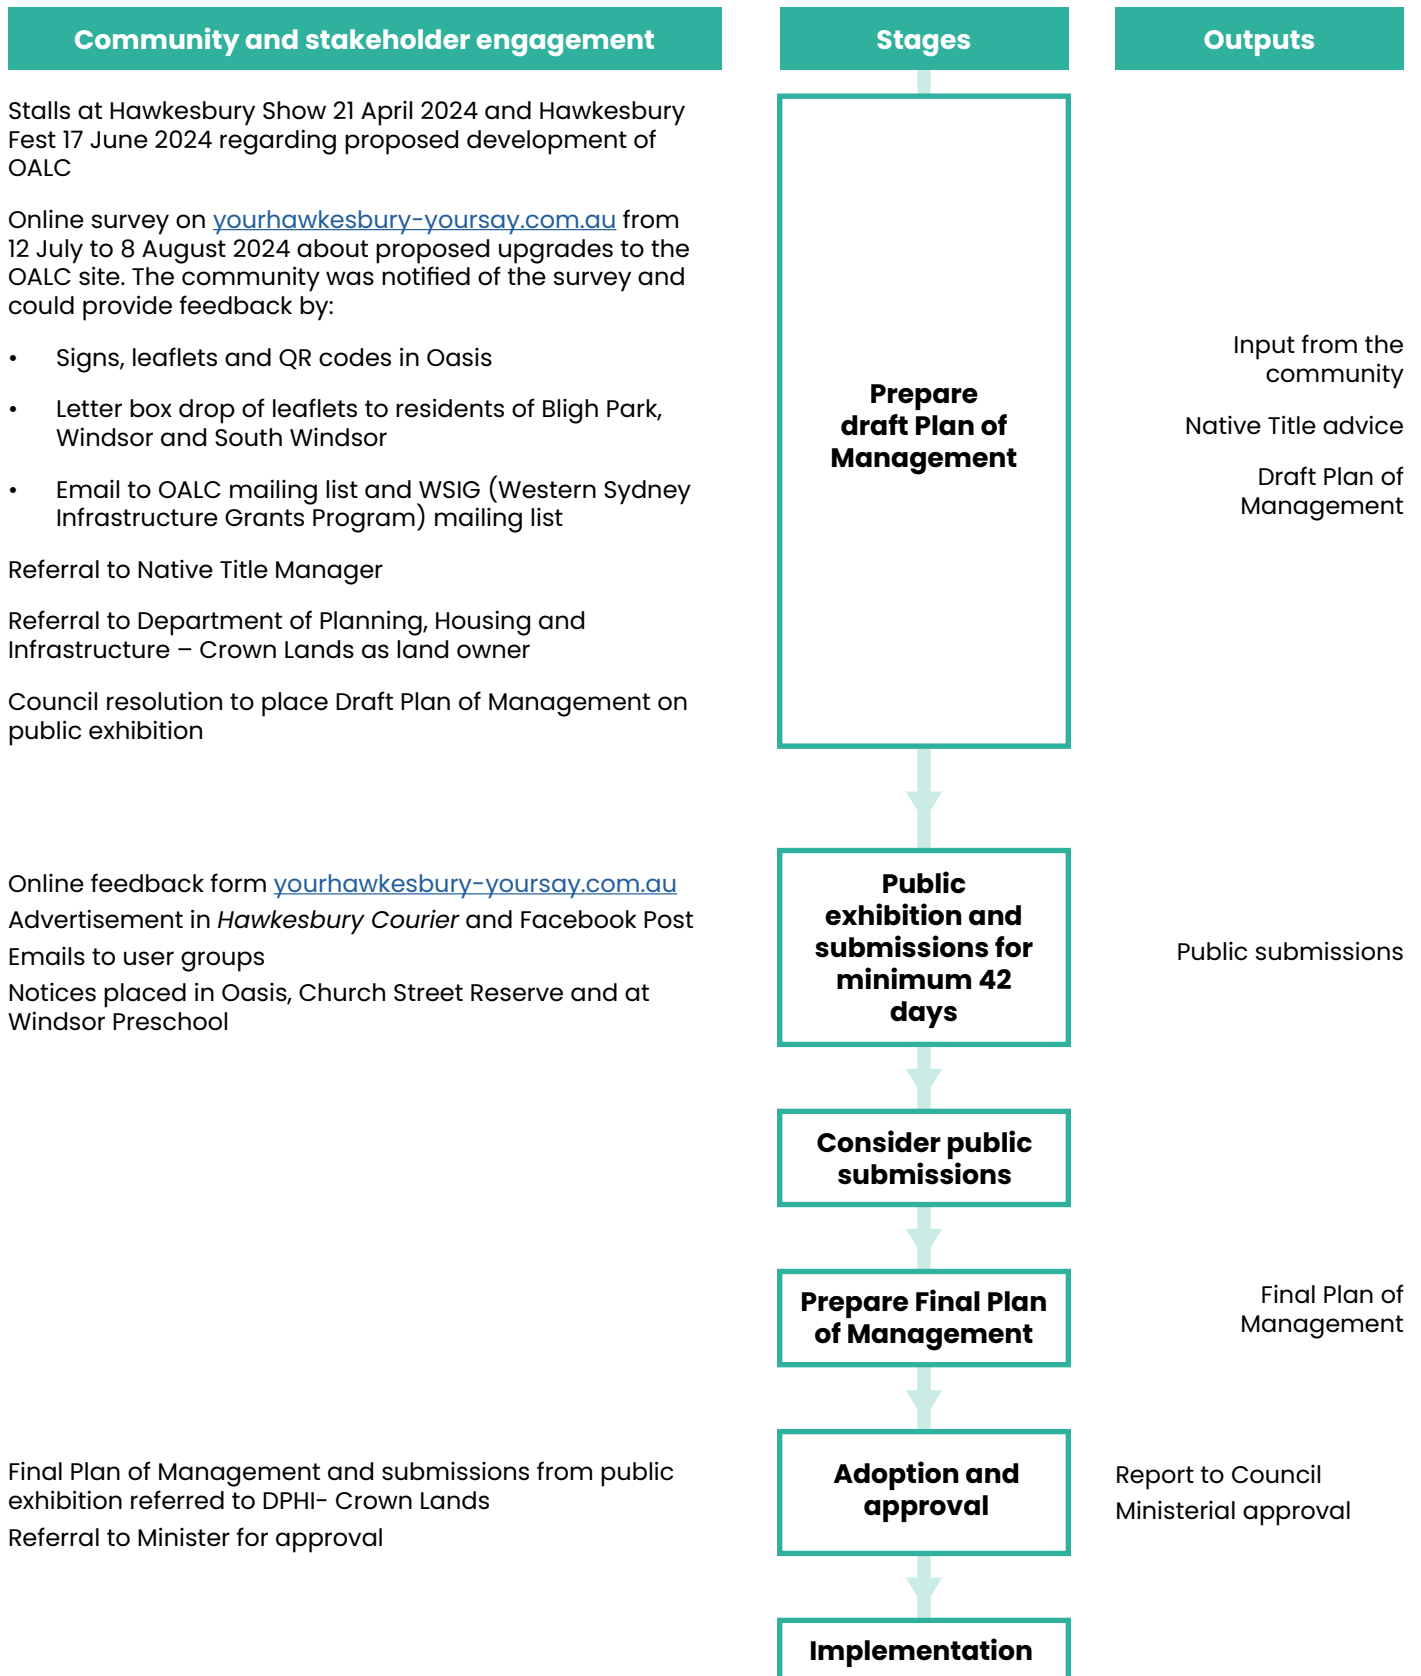 Community and stakeholder engagement
Stages
Outputs
Stalls at Hawkesbury Show 21 April 2024 and Hawkesbury
Fest 17 June 2024 regarding proposed development of
OALC
Online survey on yourhawkesbury-yoursay.com.au from
12 July to 8 August 2024 about proposed upgrades to the
OALC site. The community was notified of the survey and
could provide feedback by:
• Signs, leaflets and QR codes in Oasis
• Letter box drop of leaflets to residents of Bligh Park,
Windsor and South Windsor
• Email to OALC mailing list and WSIG (Western Sydney
Infrastructure Grants Program) mailing list
Referral to Native Title Manager
Referral to Department of Planning, Housing and
Infrastructure – Crown Lands as land owner
Council resolution to place Draft Plan of Management on
public exhibition
Prepare
draft Plan of
Management
Input from the
community
Native Title advice
Draft Plan of
Management
Online feedback form yourhawkesbury-yoursay.com.au
Advertisement in Hawkesbury Courier and Facebook Post
Emails to user groups
Notices placed in Oasis, Church Street Reserve and at
Windsor Preschool
Public
exhibition and
submissions for
minimum 42
days
Public submissions
Consider public
submissions
Prepare Final Plan
of Management
Final Plan of
Management
Final Plan of Management and submissions from public
exhibition referred to DPHI- Crown Lands
Referral to Minister for approval
Adoption and
approval
Report to Council
Ministerial approval
Implementation